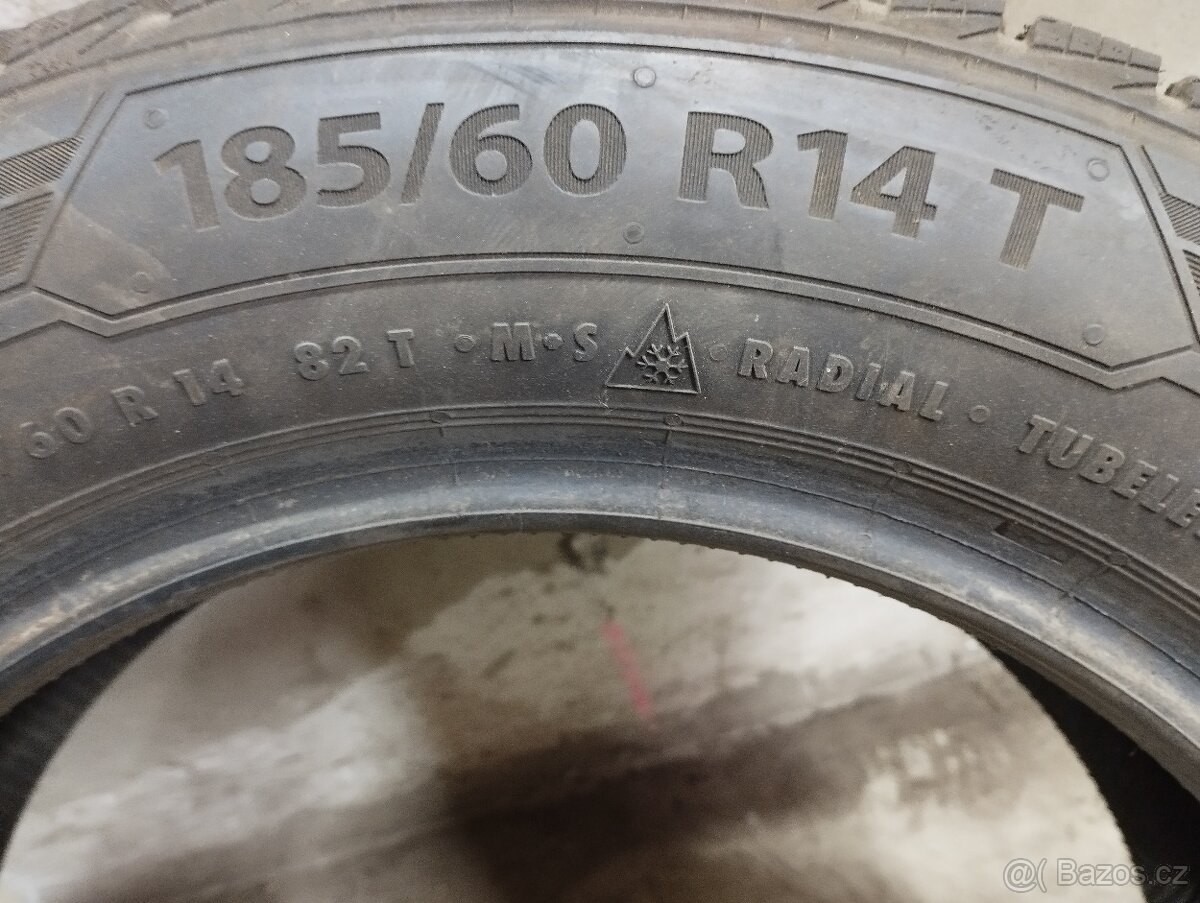 185/60 R14 T
60 R 14 82 T • M•S • RADIAL • TUBELE
@( Bazos.cz